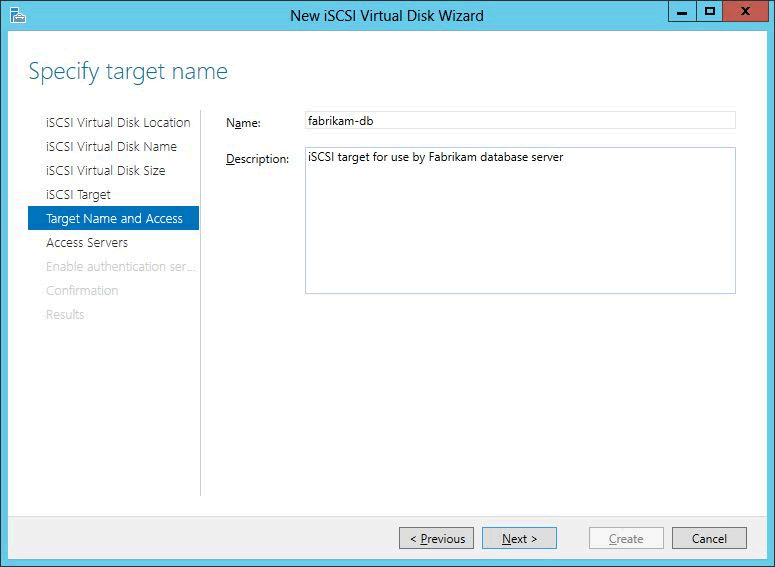 New iSCSI Virtual Disk Wizard
X
Specify target name
iSCSI Virtual Disk Location
iSCSI Virtual Disk Name
iSCSI Virtual Disk Size
iSCSI Target
Target Name and Access
Access Servers
Enable authentication ser...
Confirmation
Results
Name:
fabrikam-db
Description:
iSCSI target for use by Fabrikam database server
< Previous
Next >
Create
Cancel